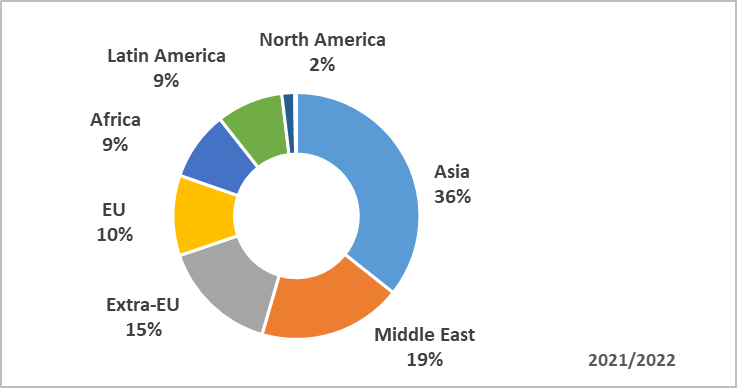 North America
2%
Latin America
9%
Africa
9%
Asia
36%
EU
10%
Extra-EU
15%
Middle East
19%
2021/2022